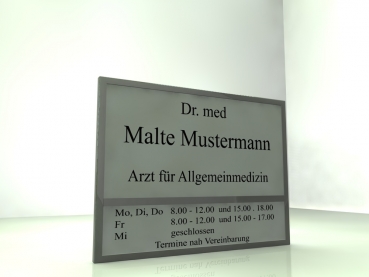 Dr. med
Malte Mustermann
Arzt für Allgemeinmedizin
Mo, Di, Do 8.00 - 12.00 und 15.00 . 18.00
Fr 8.00 - 12.00 und 15.00 - 17.00
Mi geschlossen
Termine nah Vereinbarung